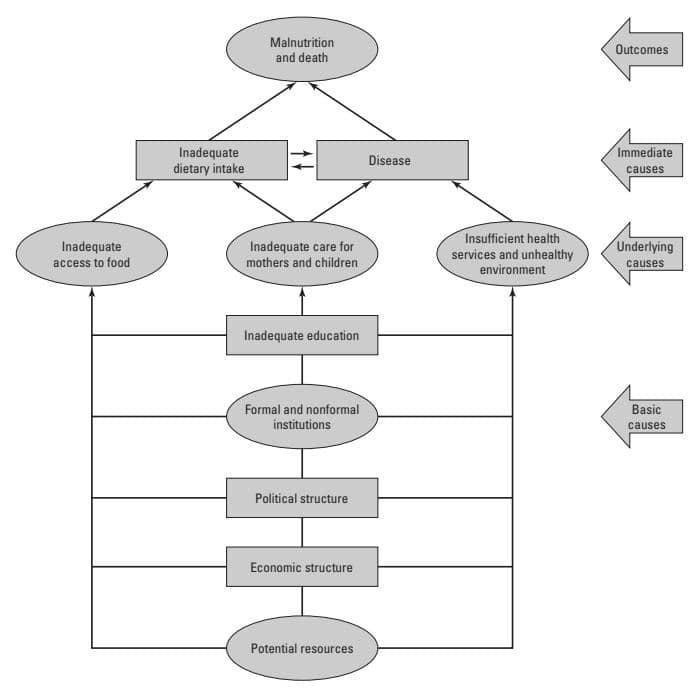 Malnutrition
and death
Outcomes
Inadequate
dietary intake
Disease
Immediate
causes
Inadequate
access to food
Inadequate care for
mothers and children
Insufficient health
services and unhealthy
environment
Underlying
causes
Inadequate education
Formal and nonformal
institutions
Basic
causes
Political structure
Economic structure
Potential resources